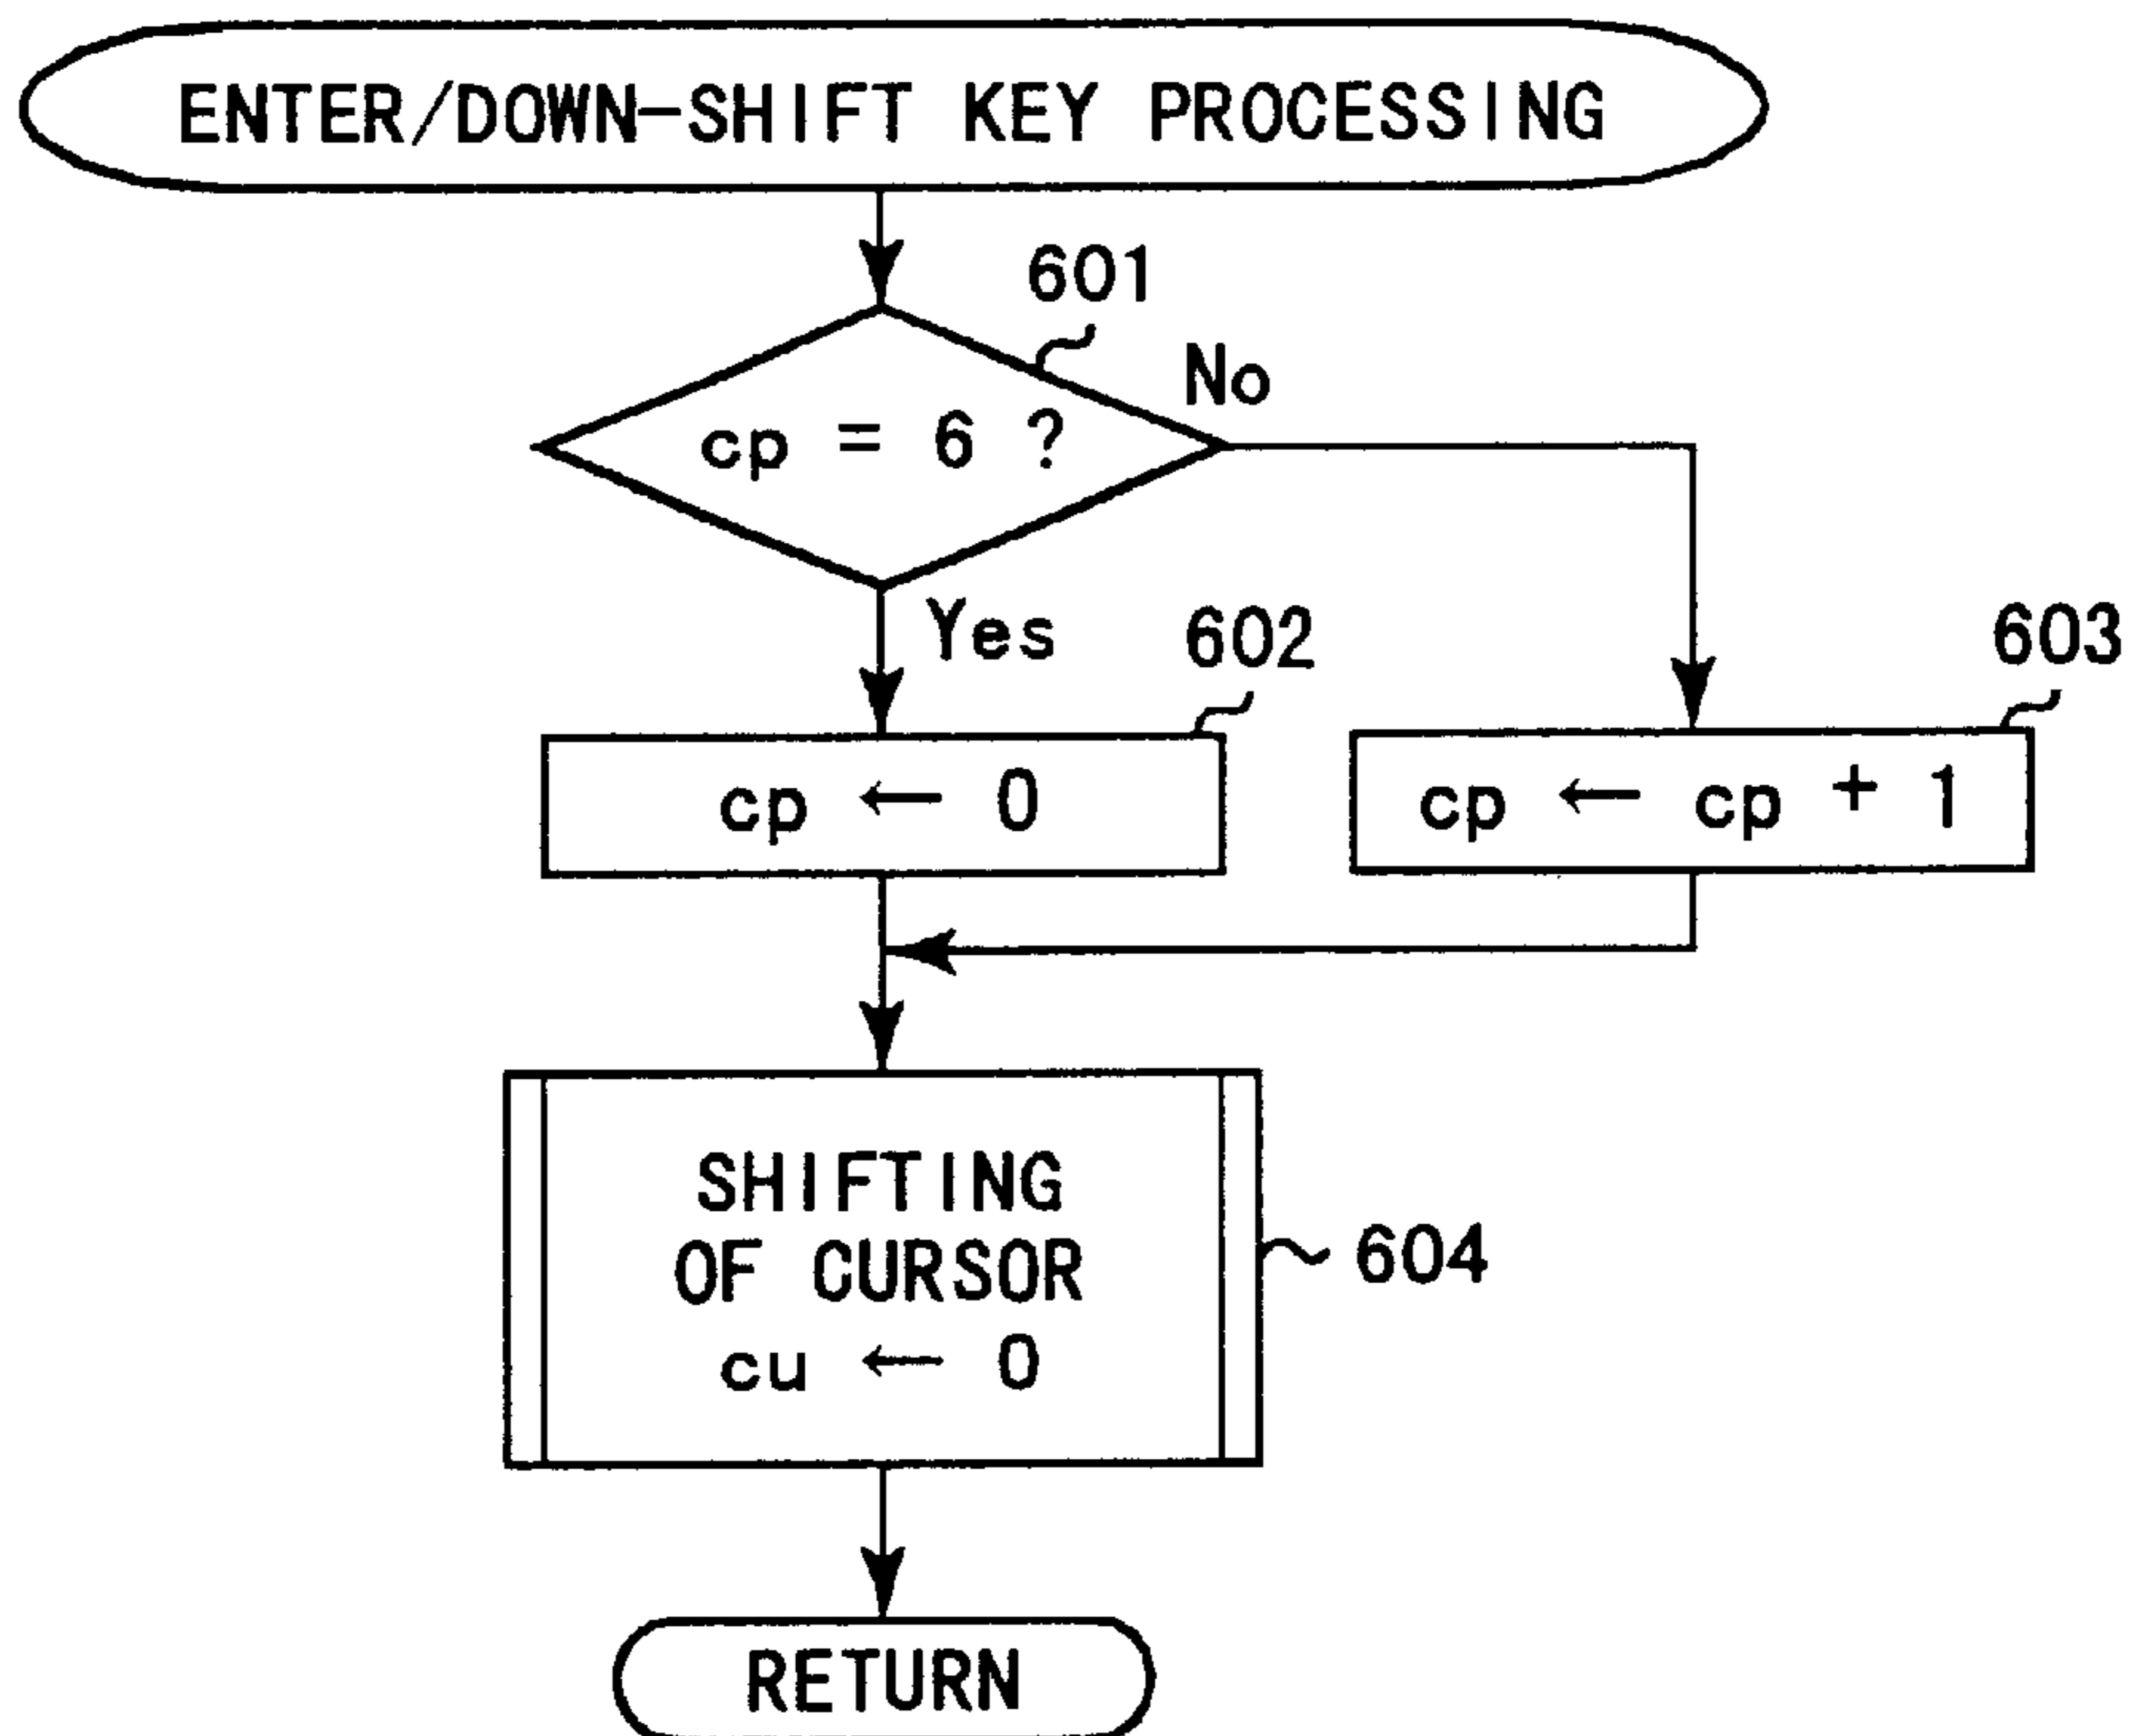 ENTER/DOWN-SHIFT KEY PROCESSING
601
No
cp = 6 ?
Yes
602
603
cp ← 0
cp ← cp + 1
SHIFTING
OF CURSOR
cu ← 0
604
RETURN